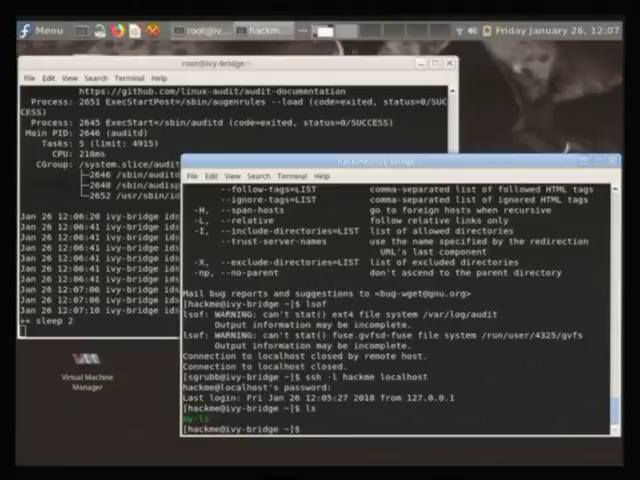 Menu
root@iv...
hackm...
Friday January 26, 12:07
root@ivy-bridge:~
File Edit View Search Terminal Help
https://github.com/linux-audit/audit-documentation
Process: 2651 ExecStartPost=/sbin/augenrules --load (code=exited, status=0/SUC
CESS)
Process: 2645 ExecStart=/sbin/auditd (code=exited, status=0/SUCCESS)
Main PID: 2646 (auditd)
Tasks: 5 (limit: 4915)
CPU: 218ms
CGroup: /system.slice/audit
├─2646 /sbin/auditd
├─2648 /sbin/audisp
└─2652 /usr/sbin/id
Jan 26 12:06:20 ivy-bridge ids
Jan 26 12:06:41 ivy-bridge ids
Jan 26 12:06:41 ivy-bridge ids
Jan 26 12:06:41 ivy-bridge ids
Jan 26 12:06:41 ivy-bridge ids
Jan 26 12:06:41 ivy-bridge ids
Jan 26 12:06:41 ivy-bridge ids
Jan 26 12:07:06 ivy-bridge ids
Jan 26 12:07:06 ivy-bridge ids
Jan 26 12:07:10 ivy-bridge ids
++ sleep 2
Virtual Machine
Manager
hackme@ivy-bridge:~
File Edit View Search Terminal Help
--follow-tags=LIST comma-separated list of followed HTML tags
--ignore-tags=LIST comma-separated list of ignored HTML tags
-H, --span-hosts go to foreign hosts when recursive
-L, --relative follow relative links only
-I, --include-directories=LIST list of allowed directories
--trust-server-names use the name specified by the redirection
URL's last component
-X, --exclude-directories=LIST list of excluded directories
-np, --no-parent don't ascend to the parent directory
Mail bug reports and suggestions to <bug-wget@gnu.org>
[hackme@ivy-bridge ~]$ lsof
lsof: WARNING: can't stat() ext4 file system /var/log/audit
Output information may be incomplete.
lsof: WARNING: can't stat() fuse.gvfsd-fuse file system /run/user/4325/gvfs
Output information may be incomplete.
Connection to localhost closed by remote host.
Connection to localhost closed.
[sgrubb@ivy-bridge ~]$ ssh -l hackme localhost
hackme@localhost's password:
Last login: Fri Jan 26 12:05:27 2018 from 127.0.0.1
[hackme@ivy-bridge ~]$ ls
my-ls
[hackme@ivy-bridge ~]$